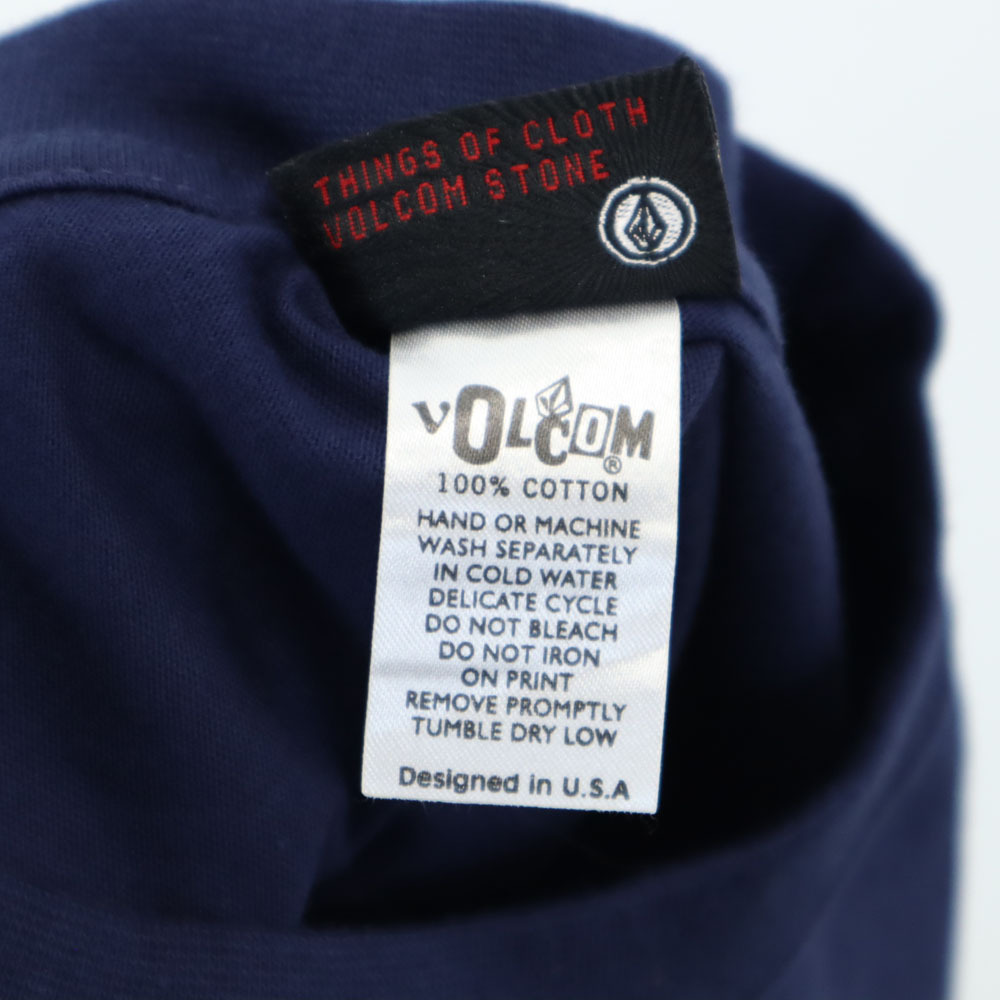 THINGS OF CLOTH
VOLCOM STONE
VOLCOM®
100% COTTON
HAND OR MACHINE
WASH SEPARATELY
IN COLD WATER
DELICATE CYCLE
DO NOT BLEACH
DO NOT IRON
ON PRINT
REMOVE PROMPTLY
TUMBLE DRY LOW
Designed in U.S.A